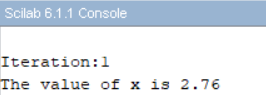 Scilab 6.1.1 Console
Iteration:1
The value of x is 2.76